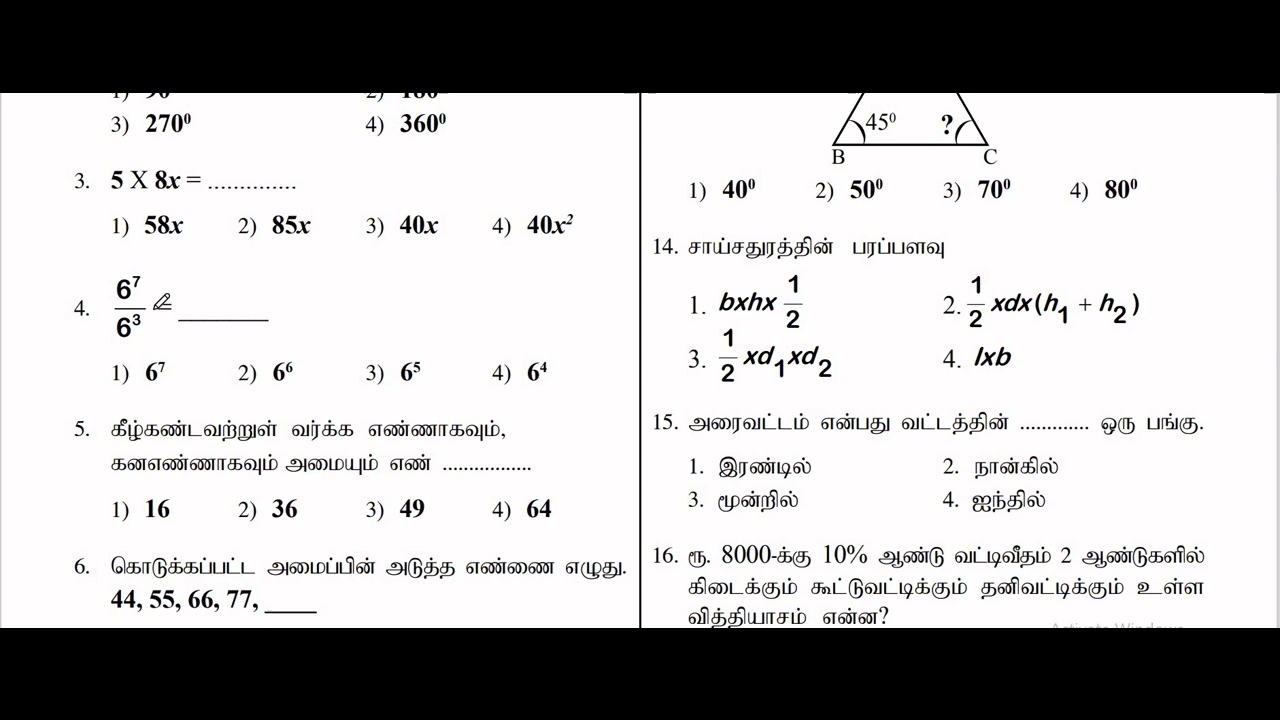 3) 270⁰ 4) 360⁰
3. 5 X 8x = ..............
1) 58x 2) 85x 3) 40x 4) 40x²
4. 6⁷/6³ = _______
1) 6⁷ 2) 6⁶ 3) 6⁵ 4) 6⁴
5. கீழ்கண்டவற்றுள் வர்க்க எண்ணாகவும்,
கனஎண்ணாகவும் அமையும் எண் .................
1) 16 2) 36 3) 49 4) 64
6. கொடுக்கப்பட்ட அமைப்பின் அடுத்த எண்ணை எழுது.
44, 55, 66, 77, ____
45⁰ ?
B C
1) 40⁰ 2) 50⁰ 3) 70⁰ 4) 80⁰
14. சாய்சதுரத்தின் பரப்பளவு
1. bxhx 1/2 2. 1/2 xdx(h₁ + h₂)
3. 1/2 xd₁xd₂ 4. lxb
15. அரைவட்டம் என்பது வட்டத்தின் ............. ஒரு பங்கு.
1. இரண்டில் 2. நான்கில்
3. மூன்றில் 4. ஐந்தில்
16. ரூ. 8000-க்கு 10% ஆண்டு வட்டிவீதம் 2 ஆண்டுகளில்
கிடைக்கும் கூட்டுவட்டிக்கும் தனிவட்டிக்கும் உள்ள
வித்தியாசம் என்ன?